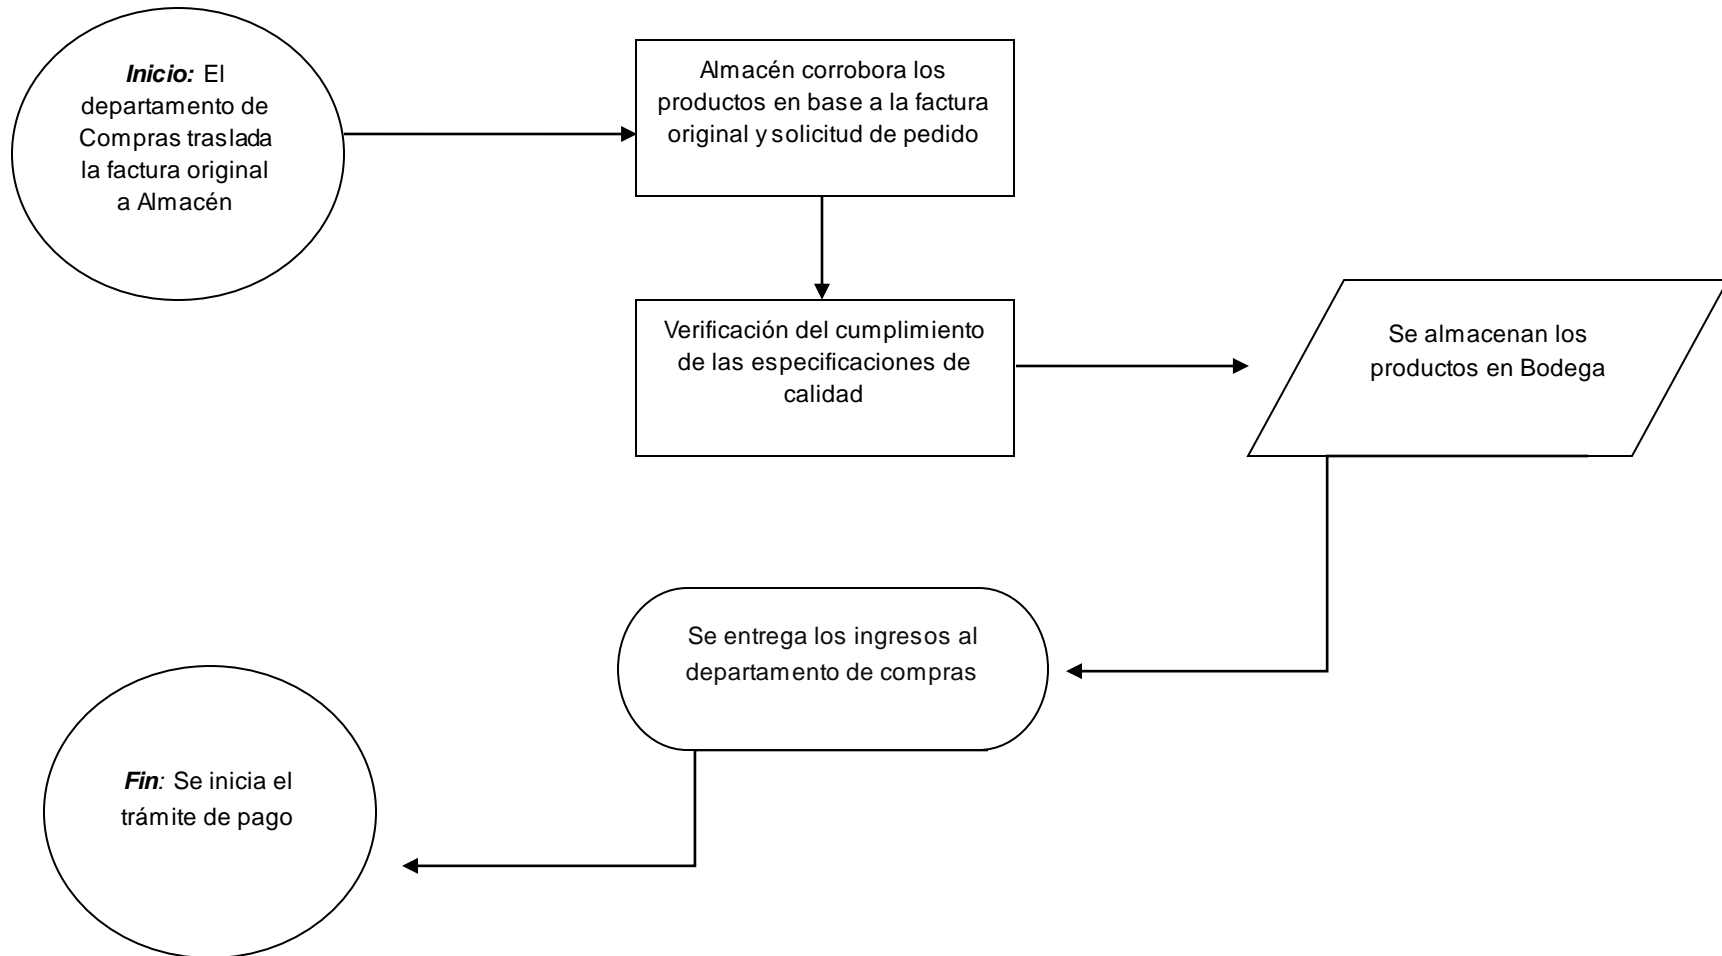 Inicio: El
departamento de
Compras traslada
la factura original
a Almacén
Almacén corrobora los
productos en base a la factura
original y solicitud de pedido
Verificación del cumplimiento
de las especificaciones de
calidad
Se almacenan los
productos en Bodega
Se entrega los ingresos al
departamento de compras
Fin: Se inicia el
trámite de pago